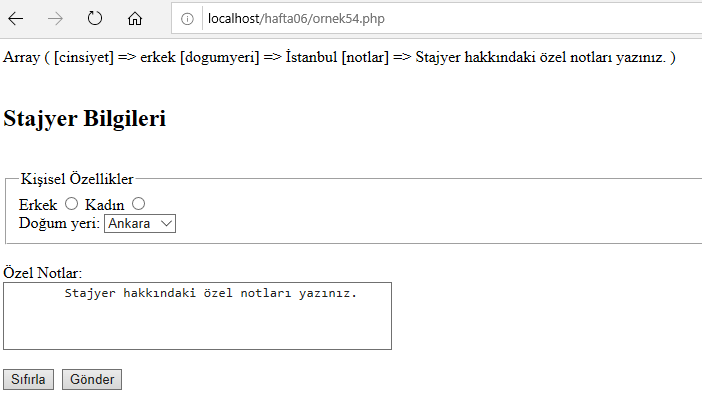 localhost/hafta06/ornek54.php
Array ( [cinsiyet] => erkek [dogumyeri] => İstanbul [notlar] => Stajyer hakkındaki özel notları yazınız. )
Stajyer Bilgileri
Kişisel Özellikler
Erkek Kadın
Doğum yeri: Ankara
Özel Notlar:
Stajyer hakkındaki özel notları yazınız.
Sıfırla Gönder